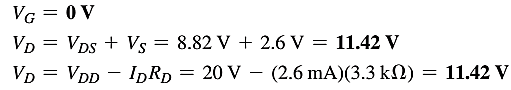 V_G = 0 V
V_D = V_DS + V_S = 8.82 V + 2.6 V = 11.42 V
V_D = V_DD − I_D R_D = 20 V − (2.6 mA)(3.3 kΩ) = 11.42 V